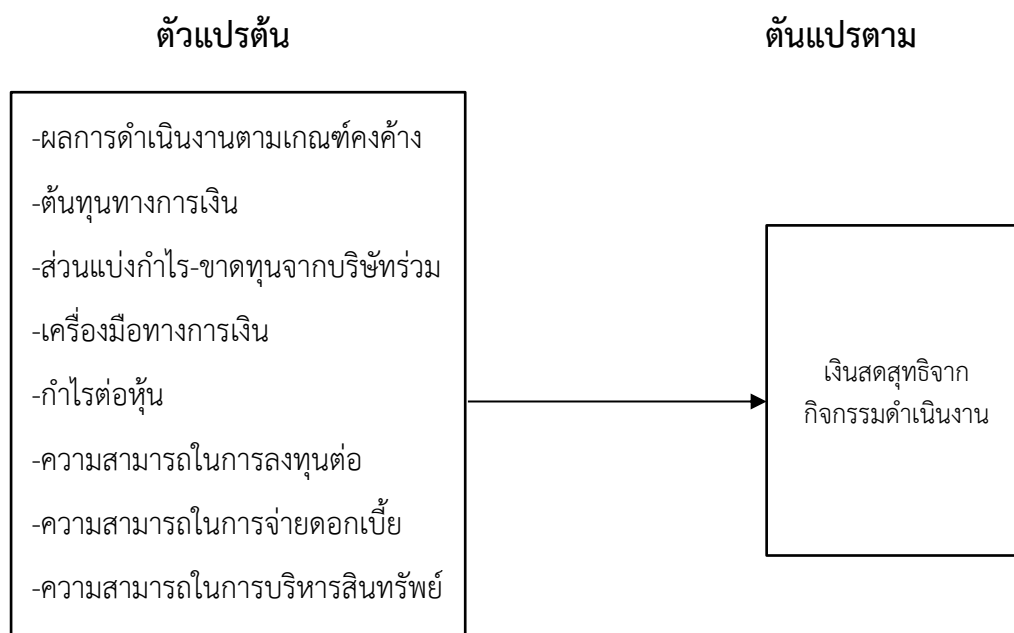 ตัวแปรต้น
ตันแปรตาม
-ผลการดำเนินงานตามเกณฑ์คงค้าง
-ต้นทุนทางการเงิน
-ส่วนแบ่งกำไร-ขาดทุนจากบริษัทร่วม
-เครื่องมือทางการเงิน
-กำไรต่อหุ้น
-ความสามารถในการลงทุนต่อ
-ความสามารถในการจ่ายดอกเบี้ย
-ความสามารถในการบริหารสินทรัพย์
เงินสดสุทธิจาก
กิจกรรมดำเนินงาน